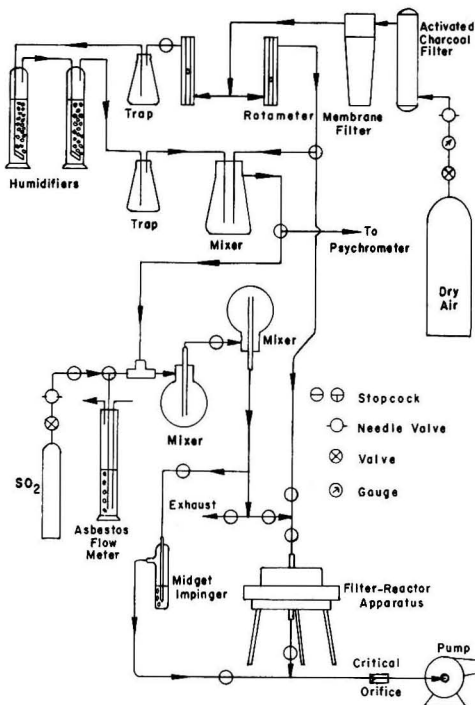 Activated
Charcoal
Filter
Trap
Rotameter
Membrane
Filter
Humidifiers
Trap
Mixer
To
Psychrometer
Dry
Air
Mixer
Mixer
Stopcock
Needle Valve
Valve
Gauge
SO2
Asbestos
Flow
Meter
Exhaust
Midget
Impinger
Filter-Reactor
Apparatus
Pump
Critical
Orifice